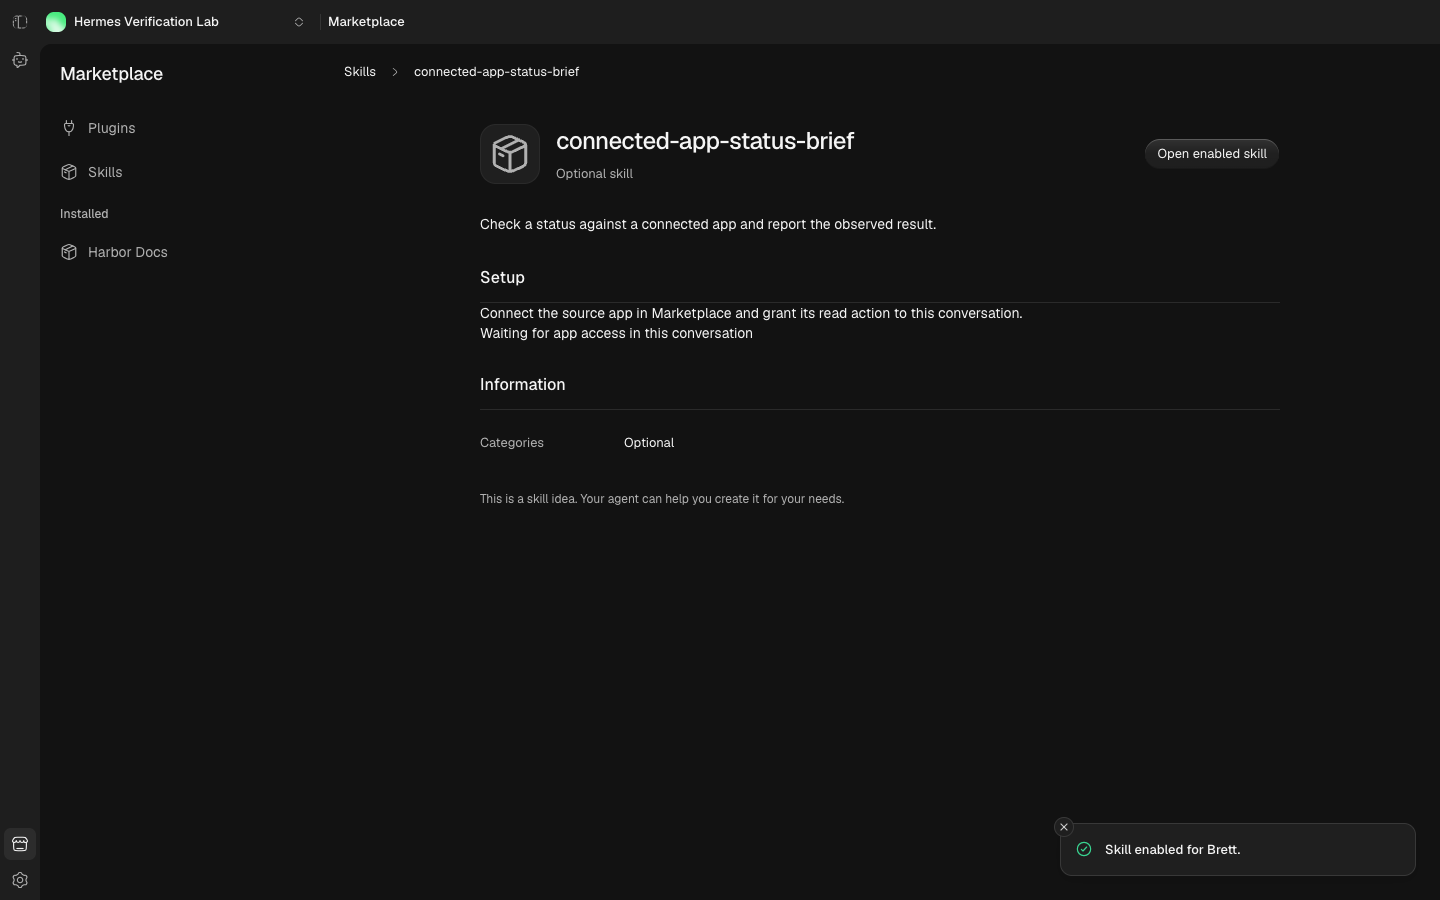 Hermes Verification Lab
Marketplace
Marketplace
Plugins
Skills
Installed
Harbor Docs
Skills
connected-app-status-brief
connected-app-status-brief
Optional skill
Open enabled skill
Check a status against a connected app and report the observed result.
Setup
Connect the source app in Marketplace and grant its read action to this conversation.
Waiting for app access in this conversation
Information
Categories
Optional
This is a skill idea. Your agent can help you create it for your needs.
Skill enabled for Brett.